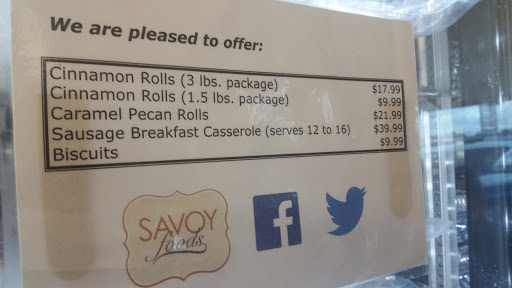 We are pleased to offer:
Cinnamon Rolls (3 lbs. package) $17.99
Cinnamon Rolls (1.5 lbs. package) $9.99
Caramel Pecan Rolls $21.99
Sausage Breakfast Casserole (serves 12 to 16) $39.99
Biscuits $9.99
SAVOY
foods
f